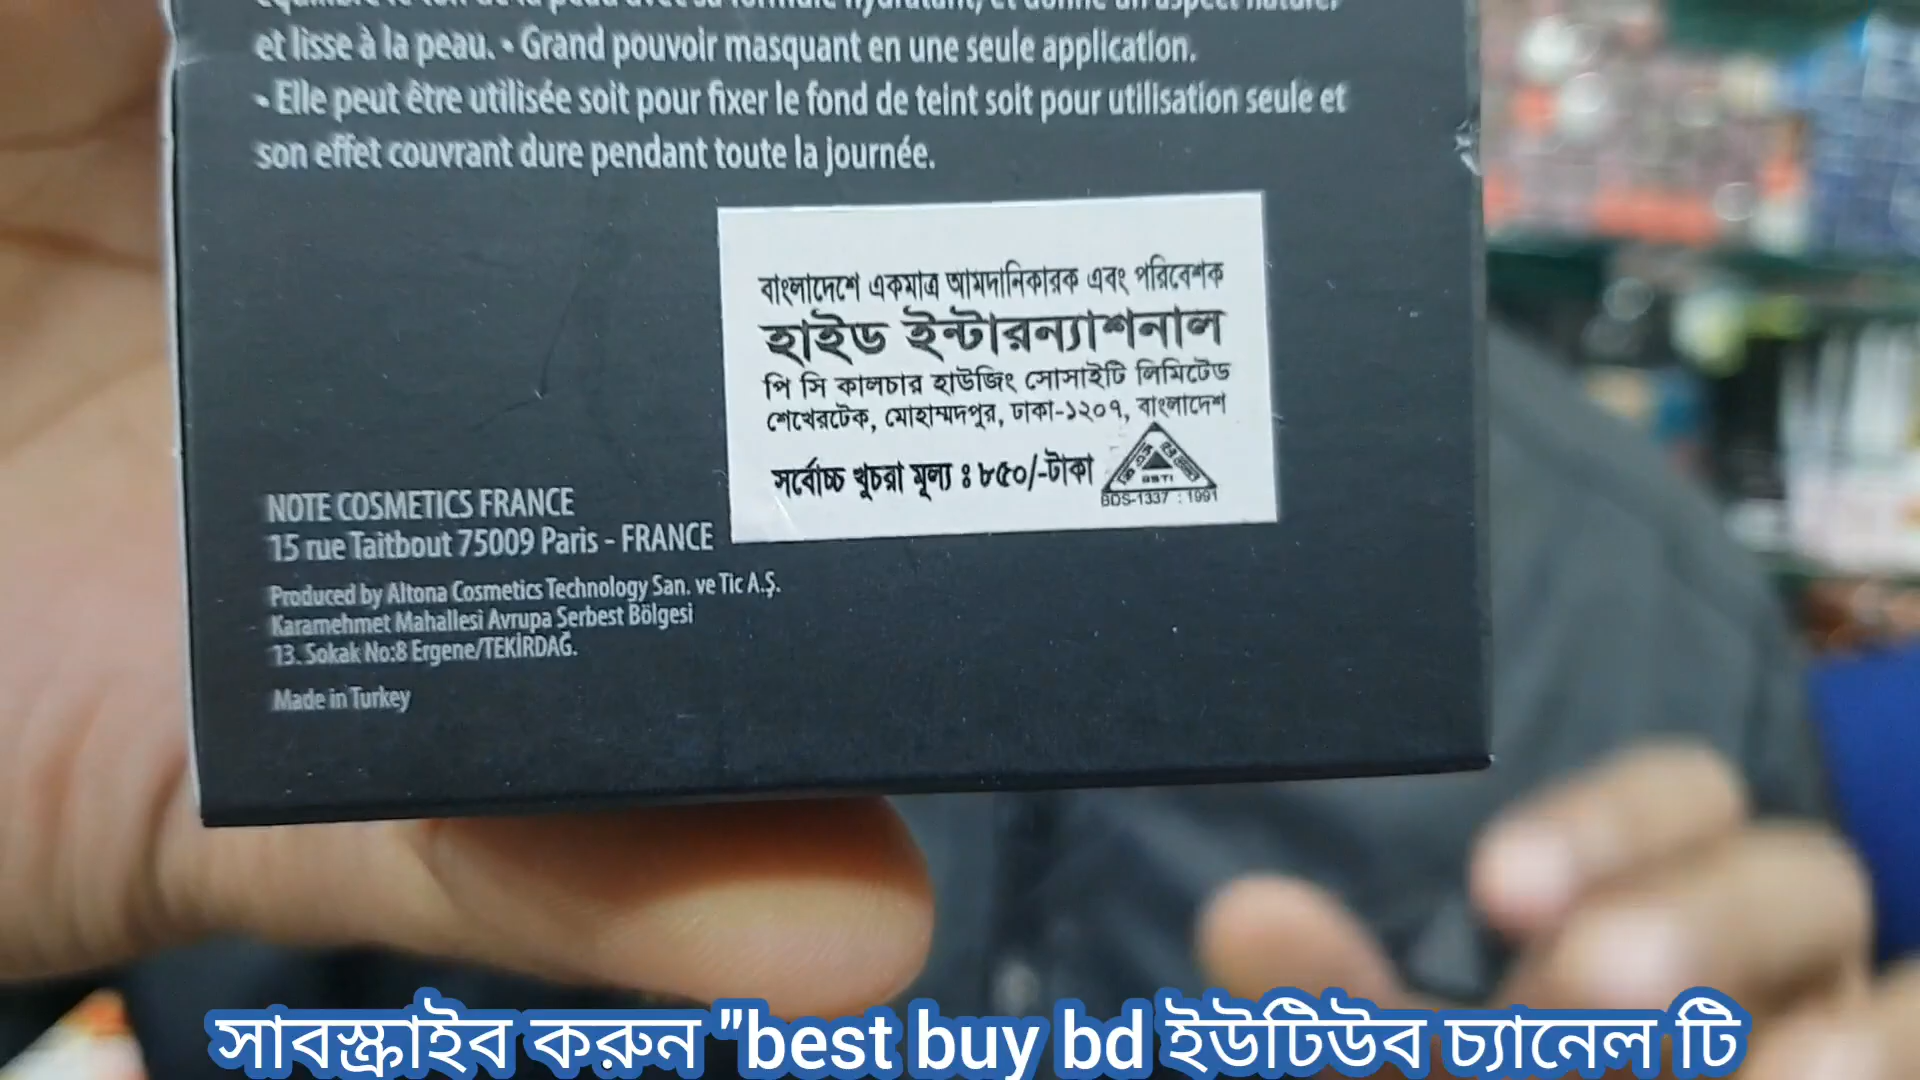 et lisse à la peau. • Grand pouvoir masquant en une seule application.
• Elle peut être utilisée soit pour fixer le fond de teint soit pour utilisation seule et
son effet couvrant dure pendant toute la journée.
বাংলাদেশে একমাত্র আমদানিকারক এবং পরিবেশক
হাইড ইন্টারন্যাশনাল
পি সি কালচার হাউজিং সোসাইটি লিমিটেড
শেখেরটেক, মোহাম্মদপুর, ঢাকা-১২০৭, বাংলাদেশ
সর্বোচ্চ খুচরা মূল্য ঃ ৮৫০/-টাকা
BSTI
BDS-1337 : 1991
NOTE COSMETICS FRANCE
15 rue Taitbout 75009 Paris - FRANCE
Produced by Altona Cosmetics Technology San. ve Tic A.Ş.
Karamehmet Mahallesi Avrupa Serbest Bölgesi
13. Sokak No:8 Ergene/TEKİRDAĞ.
Made in Turkey
সাবস্ক্রাইব করুন "best buy bd ইউটিউব চ্যানেল টি